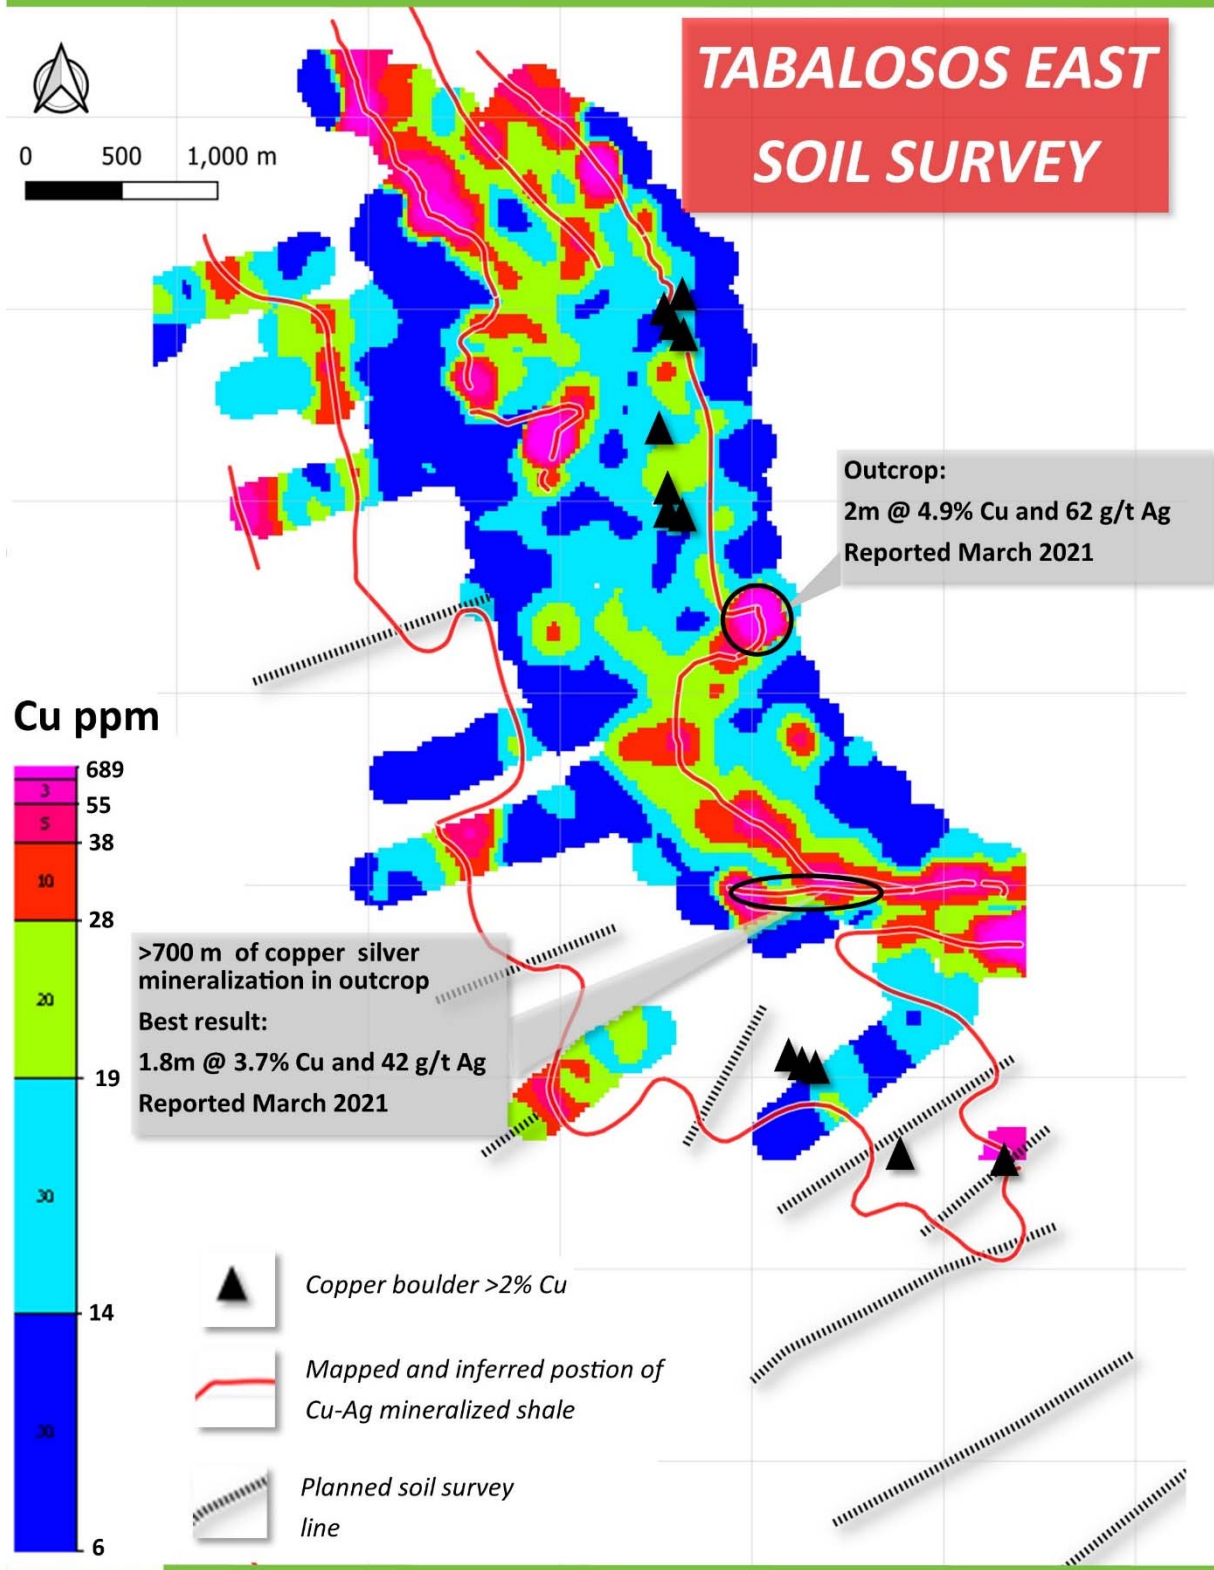 TABALOSOS EAST
SOIL SURVEY
0 500 1,000 m
Outcrop:
2m @ 4.9% Cu and 62 g/t Ag
Reported March 2021
Cu ppm
689
3
55
5
38
10
28
20
19
30
14
30
6
>700 m of copper silver
mineralization in outcrop
Best result:
1.8m @ 3.7% Cu and 42 g/t Ag
Reported March 2021
Copper boulder >2% Cu
Mapped and inferred postion of
Cu-Ag mineralized shale
Planned soil survey
line